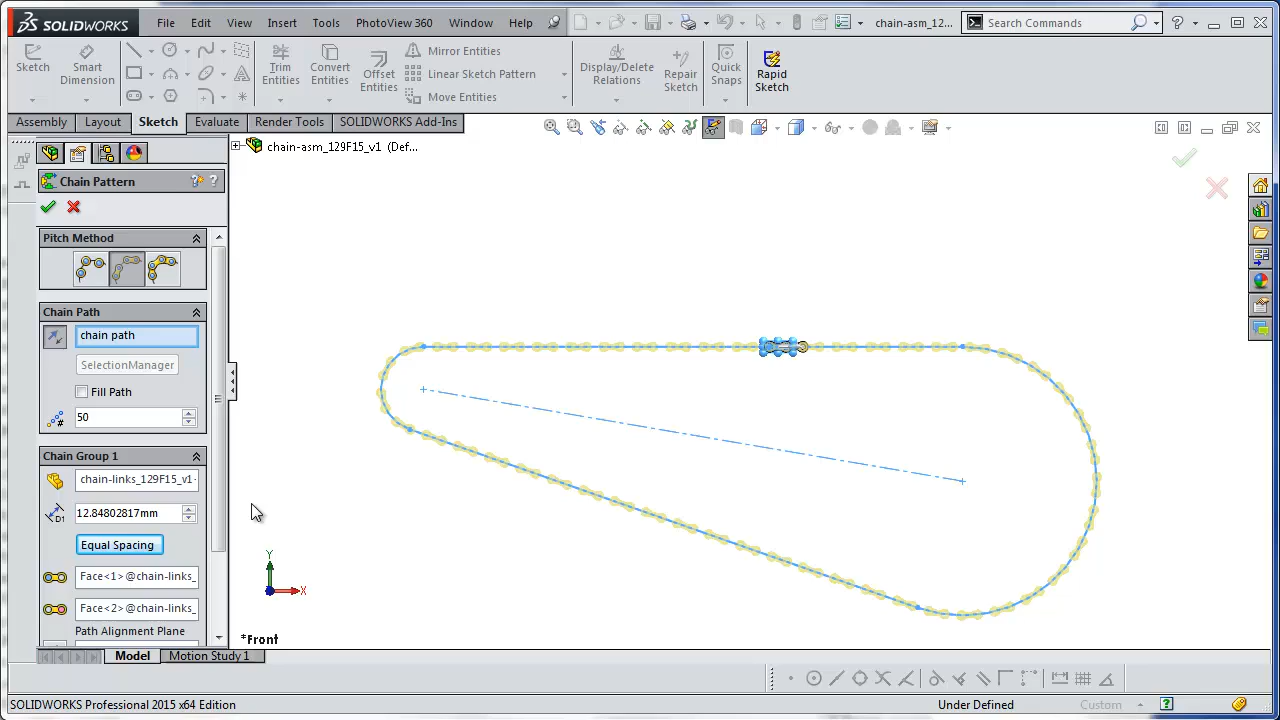 SOLIDWORKS File Edit View Insert Tools PhotoView 360 Window Help chain-asm_12... Search Commands
Sketch Smart Dimension Trim Entities Convert Entities Offset Entities Mirror Entities Linear Sketch Pattern Move Entities Display/Delete Relations Repair Sketch Quick Snaps Rapid Sketch
Assembly Layout Sketch Evaluate Render Tools SOLIDWORKS Add-Ins
chain-asm_129F15_v1 (Def...
Chain Pattern
Pitch Method
Chain Path
chain path
SelectionManager
Fill Path
50
Chain Group 1
chain-links_129F15_v1-
D1 12.84802817mm
Equal Spacing
Face<1>@chain-links_
Face<2>@chain-links_
Path Alignment Plane
Y
X
*Front
Model Motion Study 1
SOLIDWORKS Professional 2015 x64 Edition Under Defined Custom